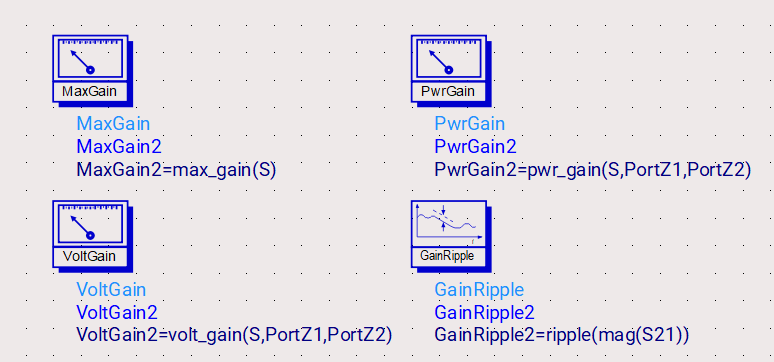 MaxGain
MaxGain
MaxGain2
MaxGain2=max_gain(S)
PwrGain
PwrGain
PwrGain2
PwrGain2=pwr_gain(S,PortZ1,PortZ2)
VoltGain
VoltGain
VoltGain2
VoltGain2=volt_gain(S,PortZ1,PortZ2)
f
GainRipple
GainRipple
GainRipple2
GainRipple2=ripple(mag(S21))